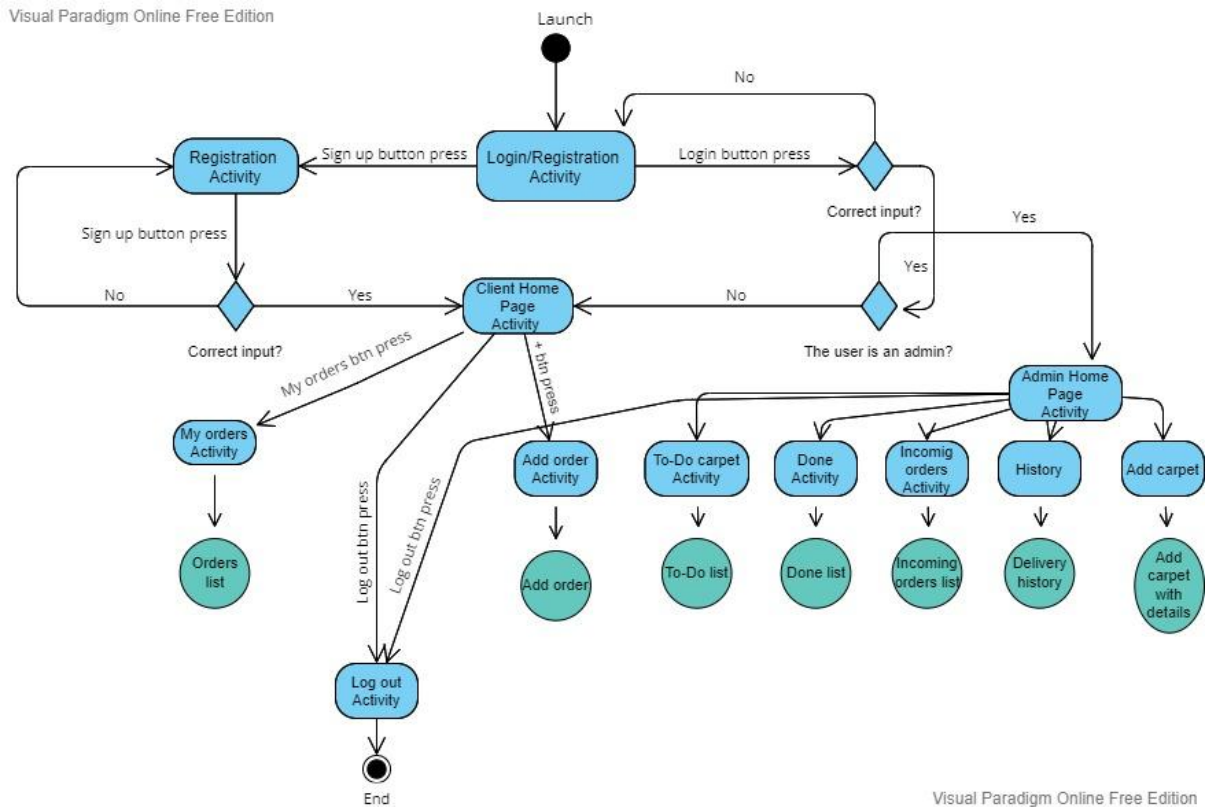 Visual Paradigm Online Free Edition
Launch
No
Registration
Activity
Sign up button press
Login/Registration
Activity
Login button press
Correct input?
Yes
Sign up button press
Yes
No
Yes
Client Home
Page
Activity
No
Correct input?
The user is an admin?
My orders btn press
+ btn press
Admin Home
Page
Activity
My orders
Activity
Log out btn press
Log out btn press
Add order
Activity
To-Do carpet
Activity
Done
Activity
Incomig
orders
Activity
History
Add carpet
Orders
list
Add order
To-Do list
Done list
Incoming
orders list
Delivery
history
Add
carpet
with
details
Log out
Activity
End
Visual Paradigm Online Free Edition